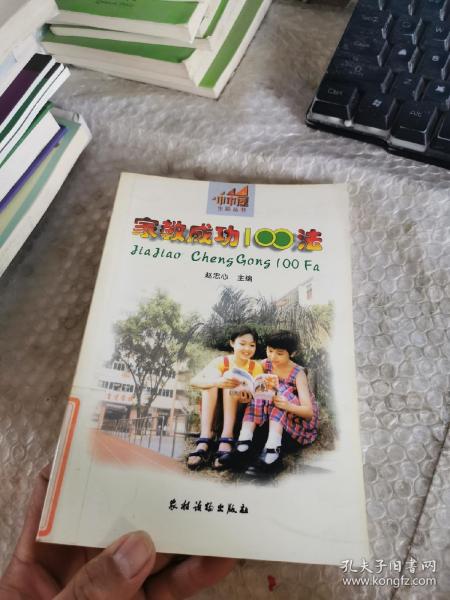 家教成功100法
JiaJiao ChengGong 100 Fa
赵忠心 主编
农村读物出版社
孔夫子旧书网
www.kongfz.com